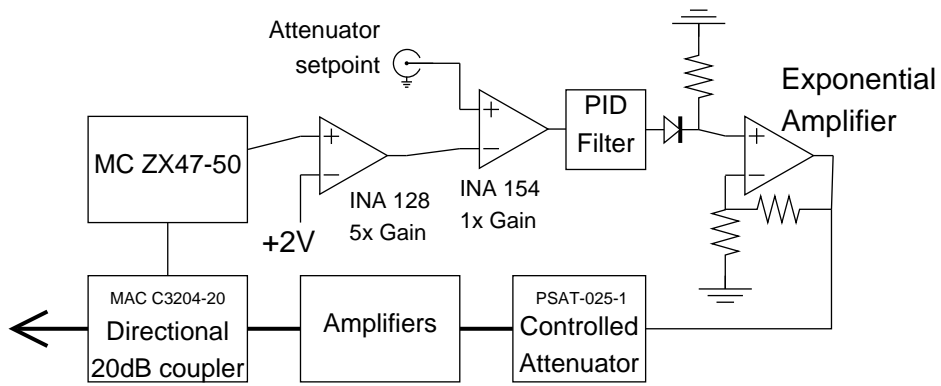 Attenuator
setpoint
PID
Filter
Exponential
Amplifier
+
−
+
−
+
−
MC ZX47-50
INA 128
5x Gain
INA 154
1x Gain
+2V
MAC C3204-20
Directional
20dB coupler
Amplifiers
PSAT-025-1
Controlled
Attenuator